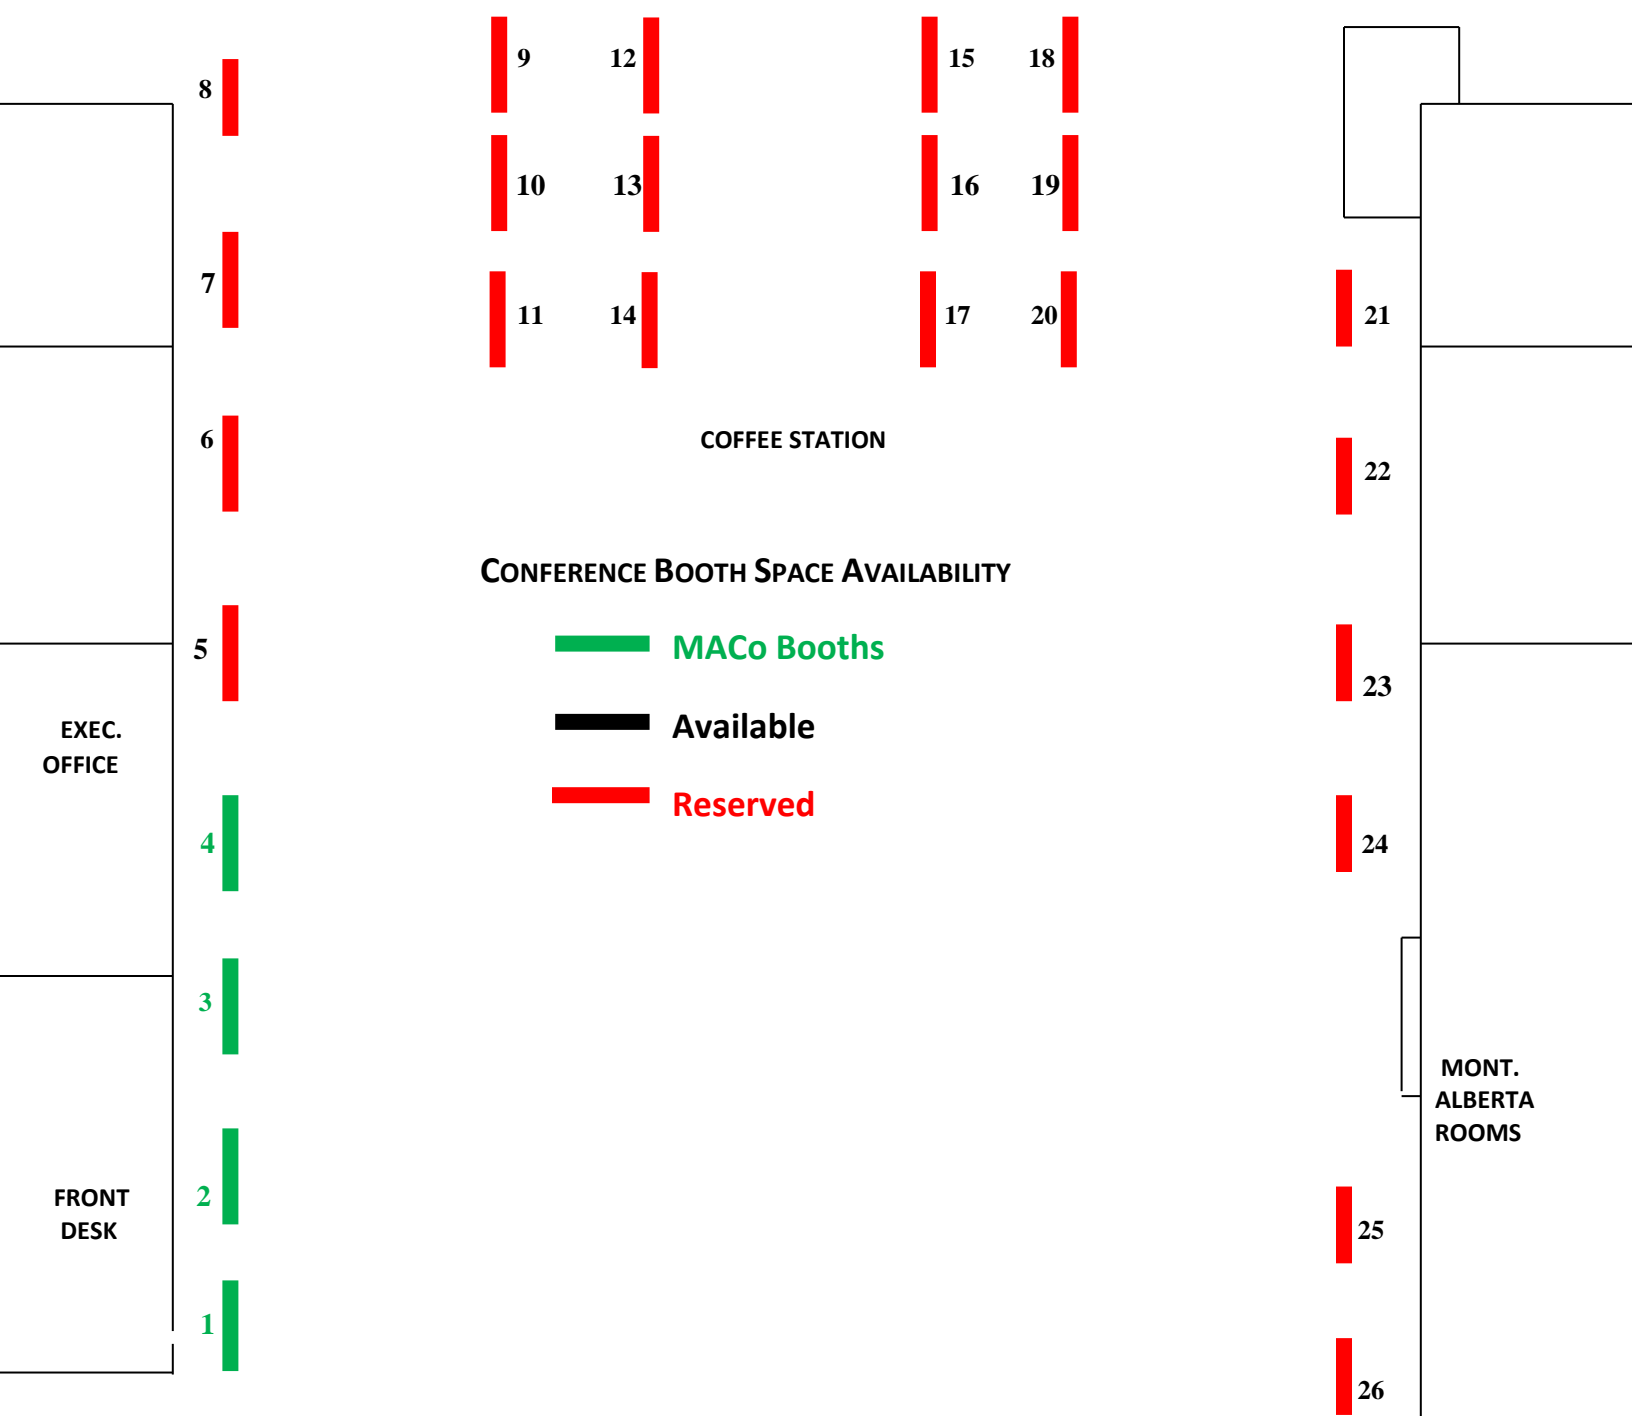 9
12
15
18
8
10
13
16
19
7
11
14
17
20
21
6
COFFEE STATION
22
CONFERENCE BOOTH SPACE AVAILABILITY
5
MACo Booths
23
EXEC.
OFFICE
Available
Reserved
4
24
3
MONT.
ALBERTA
ROOMS
FRONT
DESK
2
25
1
26